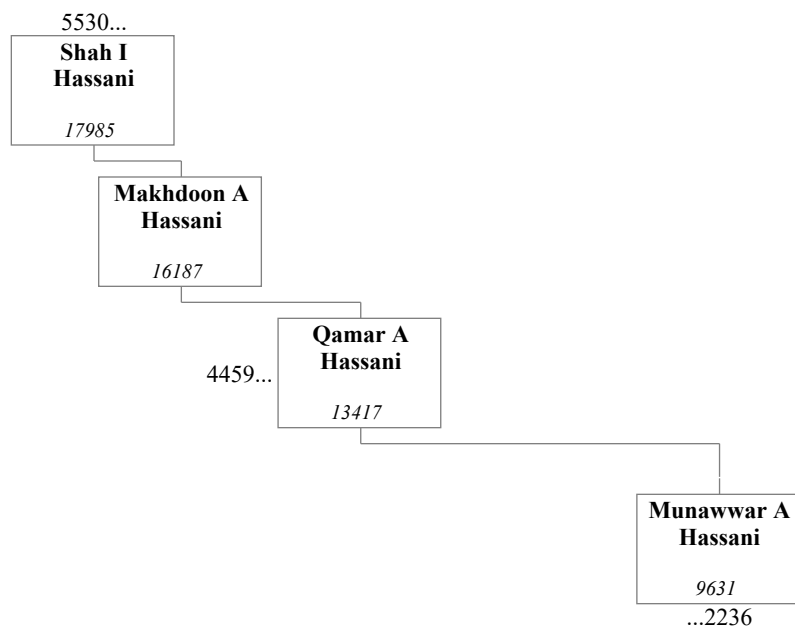 5530...
Shah I
Hassani
17985
Makhdoon A
Hassani
16187
Qamar A
Hassani
4459...
13417
Munawwar A
Hassani
9631
...2236